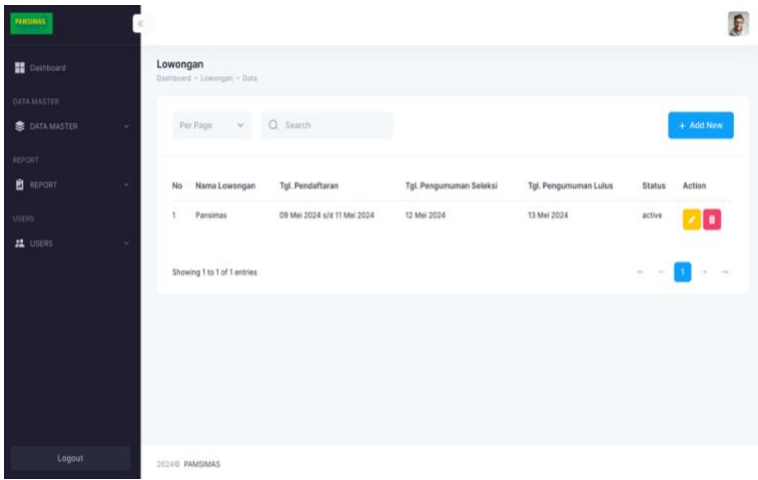 PAMSIMAS
Dashboard
DATA MASTER
DATA MASTER
REPORT
REPORT
USERS
USERS
Logout
Lowongan
Dashboard - Lowongan - Data
Per Page
Search
+ Add New
No Nama Lowongan Tgl. Pendaftaran Tgl. Pengumuman Seleksi Tgl. Pengumuman Lulus Status Action
1 Pansimas 09 Mei 2024 s/d 11 Mei 2024 12 Mei 2024 13 Mei 2024 active
Showing 1 to 1 of 1 entries
1
2024© PAMSIMAS